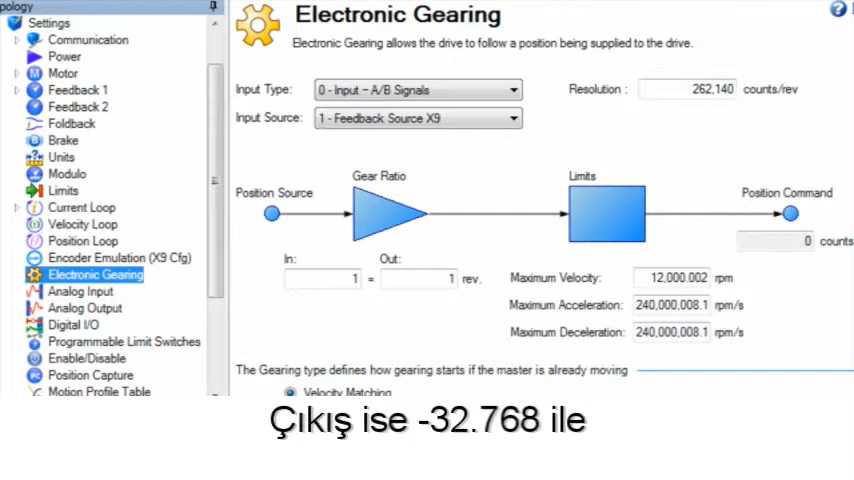 pology
Settings
Communication
Power
Motor
Feedback 1
Feedback 2
Foldback
Brake
Units
Modulo
Limits
Current Loop
Velocity Loop
Position Loop
Encoder Emulation (X9 Cfg)
Electronic Gearing
Analog Input
Analog Output
Digital I/O
Programmable Limit Switches
Enable/Disable
Position Capture
Motion Profile Table
Electronic Gearing
Electronic Gearing allows the drive to follow a position being supplied to the drive.
Input Type: 0 - Input – A/B Signals Resolution : 262,140 counts/rev
Input Source: 1 - Feedback Source X9
Gear Ratio Limits
Position Source Position Command
0 counts
In: Out:
1 = 1 rev.
Maximum Velocity: 12,000.002 rpm
Maximum Acceleration: 240,000,008.1 rpm/s
Maximum Deceleration: 240,000,008.1 rpm/s
The Gearing type defines how gearing starts if the master is already moving
Velocity Matching
Çıkış ise -32.768 ile